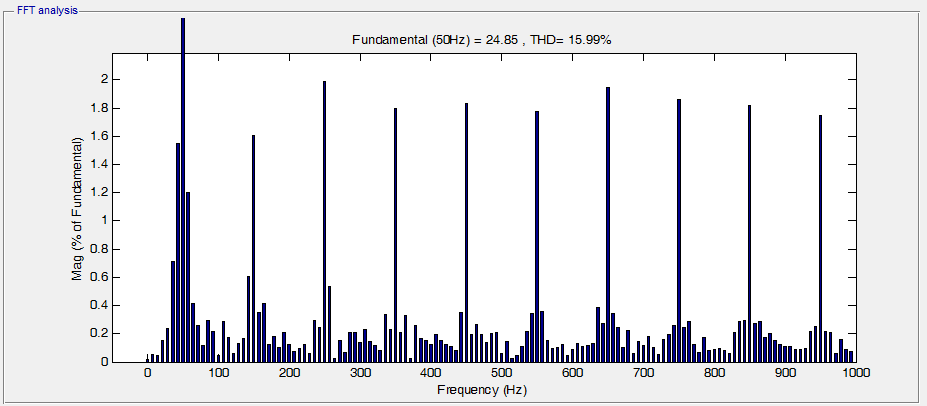 FFT analysis
Fundamental (50Hz) = 24.85 , THD= 15.99%
2
1.8
1.6
1.4
1.2
1
0.8
0.6
0.4
0.2
0
Mag (% of Fundamental)
0 100 200 300 400 500 600 700 800 900 1000
Frequency (Hz)